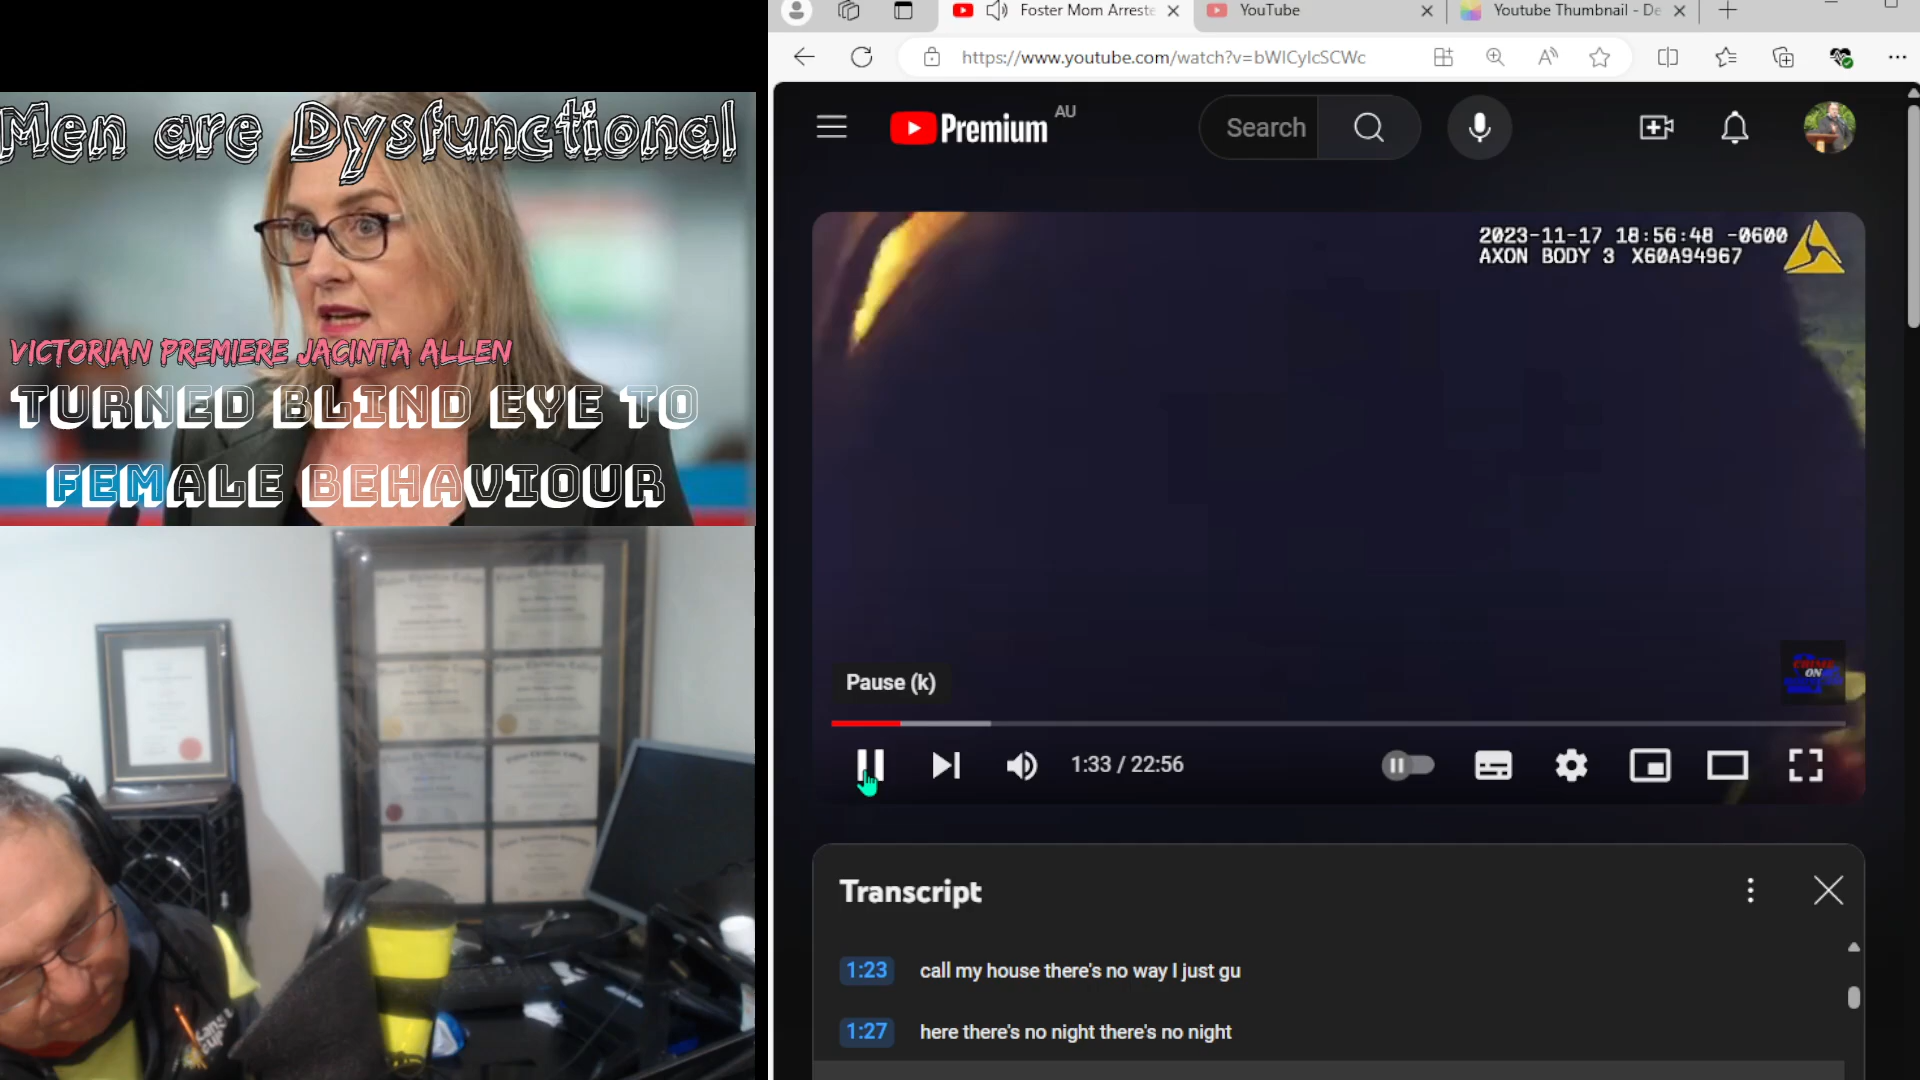 Men are Dysfunctional
VICTORIAN PREMIERE JACINTA ALLEN
TURNED BLIND EYE TO
FEMALE BEHAVIOUR
Foster Mom Arreste
YouTube
Youtube Thumbnail - De
https://www.youtube.com/watch?v=bWICylcSCWc
Premium AU
Search
2023-11-17 18:56:48 -0600
AXON BODY 3 X60A94967
CRIME
ON
Pause (k)
1:33 / 22:56
Transcript
1:23 call my house there's no way I just gu
1:27 here there's no night there's no night